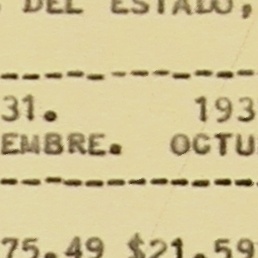 DEL ESTADO,
31. 193
EMBRE. OCTU
75.49 $21.59